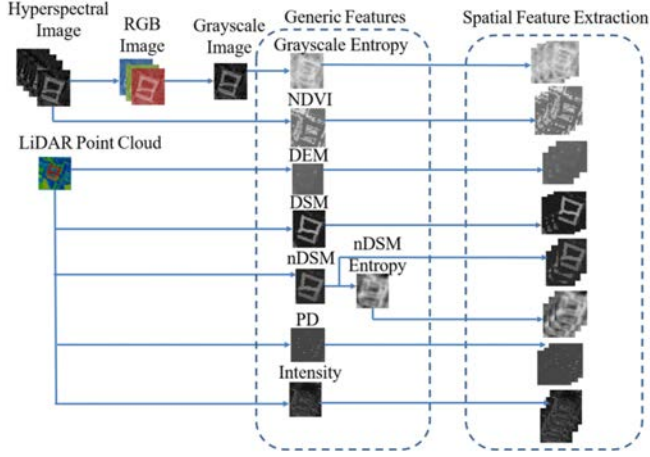 Hyperspectral
Image
RGB
Image
Grayscale
Image
Generic Features
Spatial Feature Extraction
Grayscale Entropy
NDVI
LiDAR Point Cloud
DEM
DSM
nDSM
nDSM
Entropy
PD
Intensity